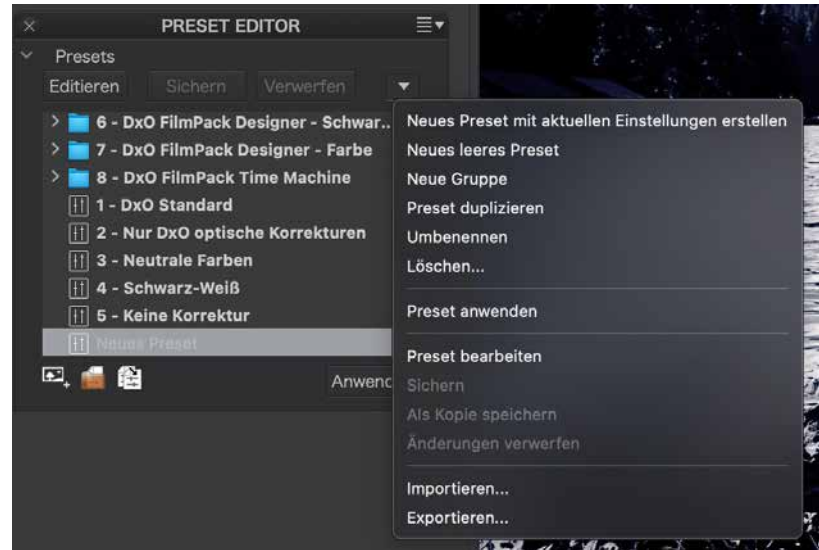 PRESET EDITOR
Presets
Editieren Sichern Verwerfen
6 - DxO FilmPack Designer - Schwar..
7 - DxO FilmPack Designer - Farbe
8 - DxO FilmPack Time Machine
1 - DxO Standard
2 - Nur DxO optische Korrekturen
3 - Neutrale Farben
4 - Schwarz-Weiß
5 - Keine Korrektur
Neues Preset
Anwend
Neues Preset mit aktuellen Einstellungen erstellen
Neues leeres Preset
Neue Gruppe
Preset duplizieren
Umbenennen
Löschen...
Preset anwenden
Preset bearbeiten
Sichern
Als Kopie speichern
Änderungen verwerfen
Importieren...
Exportieren...